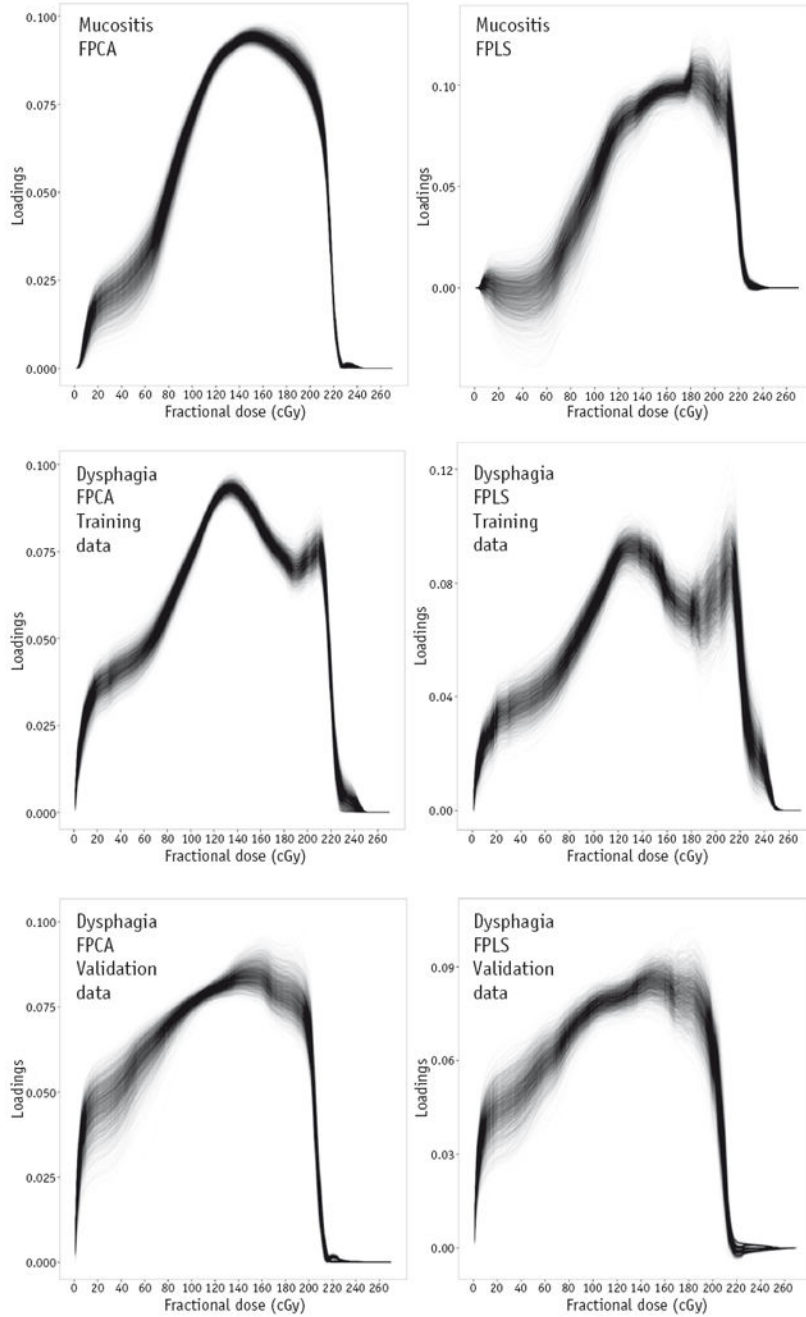 Mucositis
FPCA
0.100
0.075
0.050
0.025
0.000
Loadings
0 20 40 60 80 100 120 140 160 180 200 220 240 260
Fractional dose (cGy)
Mucositis
FPLS
0.10
0.05
0.00
Loadings
0 20 40 60 80 100 120 140 160 180 200 220 240 260
Fractional dose (cGy)
Dysphagia
FPCA
Training
data
0.100
0.075
0.050
0.025
0.000
Loadings
0 20 40 60 80 100 120 140 160 180 200 220 240 260
Fractional dose (cGy)
Dysphagia
FPLS
Training
data
0.12
0.08
0.04
0.00
Loadings
0 20 40 60 80 100 120 140 160 180 200 220 240 260
Fractional dose (cGy)
Dysphagia
FPCA
Validation
data
0.100
0.075
0.050
0.025
0.000
Loadings
0 20 40 60 80 100 120 140 160 180 200 220 240 260
Fractional dose (cGy)
Dysphagia
FPLS
Validation
data
0.09
0.06
0.03
0.00
Loadings
0 20 40 60 80 100 120 140 160 180 200 220 240 260
Fractional dose (cGy)